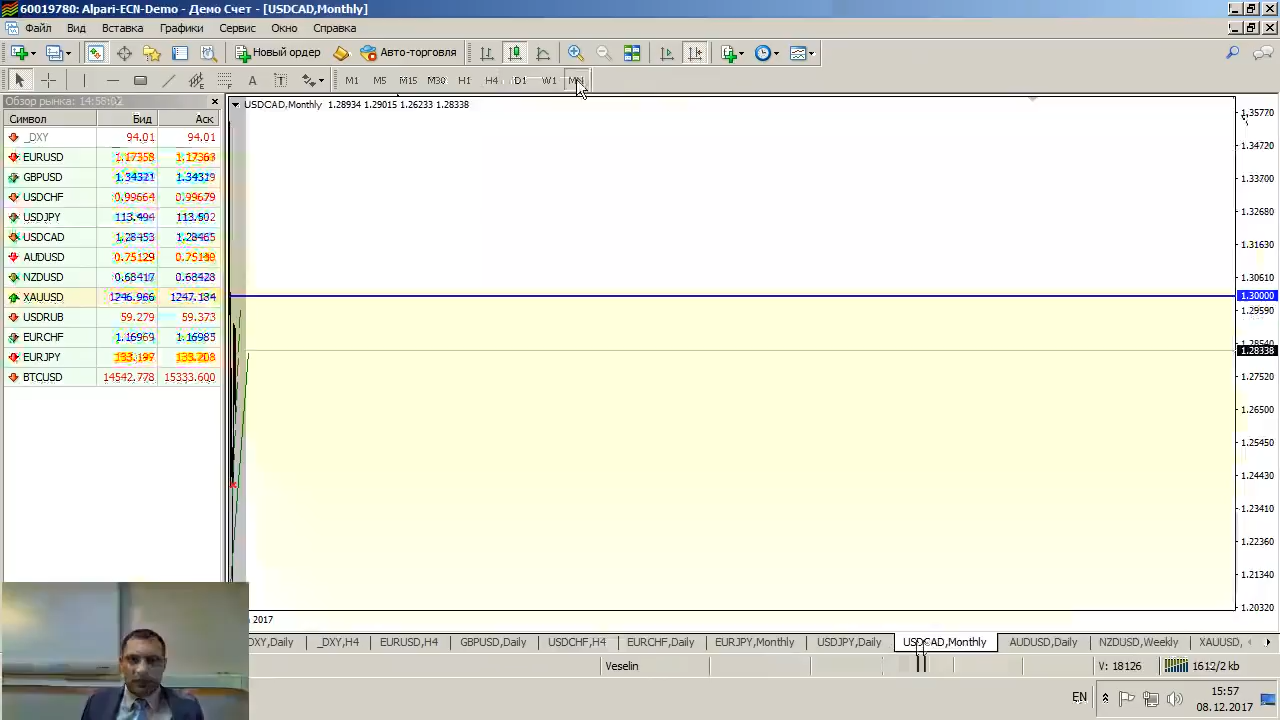 60019780: Alpari-ECN-Demo - Демо Счет - [USDCAD,Monthly]
Файл Вид Вставка Графики Сервис Окно Справка
Новый ордер Авто-торговля
A T M1 M5 M15 M30 H1 H4 D1 W1 MN
Обзор рынка: 14:58:02
Символ Бид Аск
_DXY 94.01 94.01
EURUSD 1.17358 1.17363
GBPUSD 1.34321 1.34319
USDCHF 0.99664 0.99679
USDJPY 113.494 113.502
USDCAD 1.28453 1.28465
AUDUSD 0.75129
NZDUSD 0.68417 0.68428
XAUUSD 1246.966 1247.134
USDRUB 59.279 59.373
EURCHF 1.16969 1.16985
EURJPY 133.197 133.208
BTCUSD 14542.778 15333.600
USDCAD,Monthly 1.28934 1.29015 1.26233 1.28338
1.35770
1.34720
1.33700
1.32680
1.31630
1.30610
1.30000
1.29590
1.28540
1.28338
1.27520
1.26500
1.25450
1.24430
1.23410
1.22360
1.21340
1.20320
2017
DXY,Daily _DXY,H4 EURUSD,H4 GBPUSD,Daily USDCHF,H4 EURCHF,Daily EURJPY,Monthly USDJPY,Daily USDCAD,Monthly AUDUSD,Daily NZDUSD,Weekly XAUUSD,
Veselin V: 18126 1612/2 kb
EN 15:57
08.12.2017